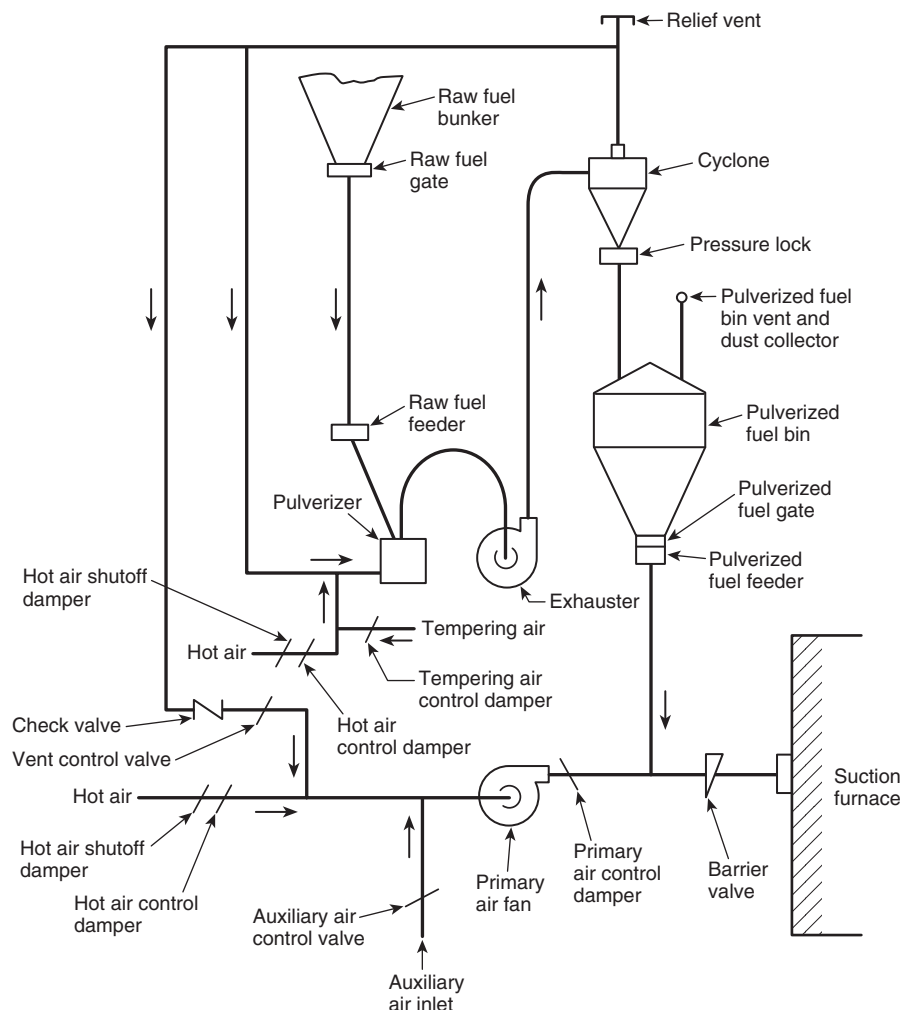 Relief vent
Raw fuel
bunker
Raw fuel
gate
Cyclone
Pressure lock
Pulverized fuel
bin vent and
dust collector
Raw fuel
feeder
Pulverized
fuel bin
Pulverizer
Pulverized
fuel gate
Pulverized
fuel feeder
Hot air shutoff
damper
Exhauster
Tempering air
Hot air
Tempering air
control damper
Check valve
Hot air
control damper
Vent control valve
Hot air
Suction
furnace
Hot air shutoff
damper
Primary
air fan
Primary
air control
damper
Barrier
valve
Hot air control
damper
Auxiliary air
control valve
Auxiliary
air inlet